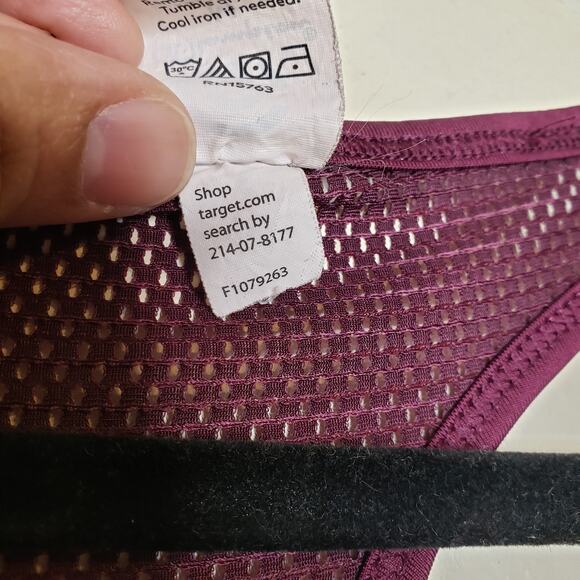 Tumble
Cool iron if needed.
30°C
RN15763
Shop
target.com
search by
214-07-8177
F1079263